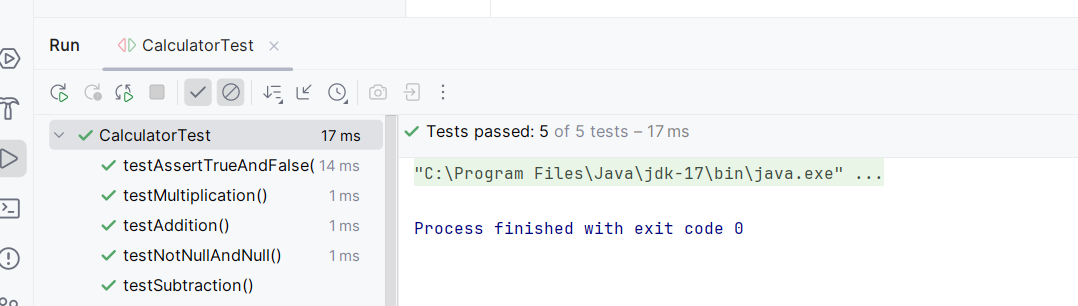 Run CalculatorTest
CalculatorTest 17 ms
testAssertTrueAndFalse( 14 ms
testMultiplication() 1 ms
testAddition() 1 ms
testNotNullAndNull() 1 ms
testSubtraction()
Tests passed: 5 of 5 tests – 17 ms
"C:\Program Files\Java\jdk-17\bin\java.exe" ...
Process finished with exit code 0